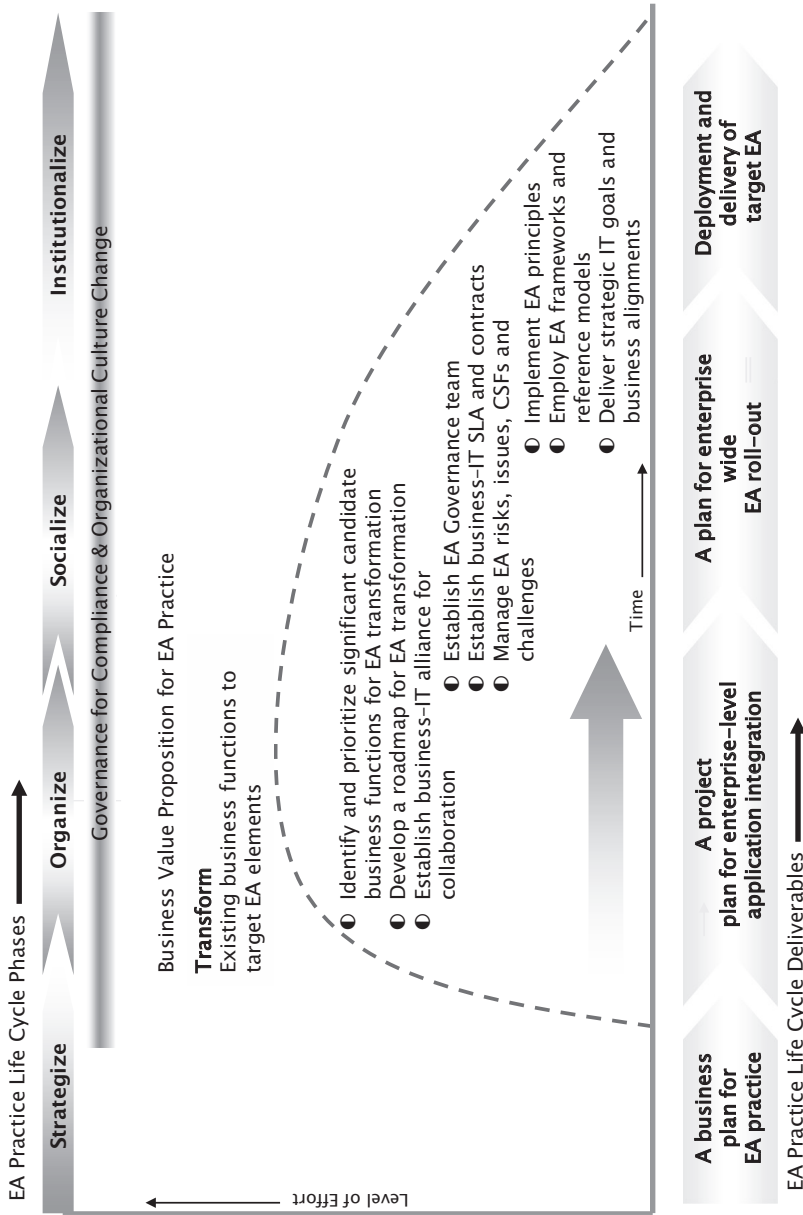 EA Practice Life Cycle Phases
Strategize
Organize
Socialize
Institutionalize
Governance for Compliance & Organizational Culture Change
Level of Effort
Business Value Proposition for EA Practice
Transform
Existing business functions to
target EA elements
Identify and prioritize significant candidate
business functions for EA transformation
Develop a roadmap for EA transformation
Establish business–IT alliance for
collaboration
Establish EA Governance team
Establish business–IT SLA and contracts
Manage EA risks, issues, CSFs and
challenges
Implement EA principles
Employ EA frameworks and
reference models
Deliver strategic IT goals and
business alignments
Time
A business
plan for
EA practice
A project
plan for enterprise–level
application integration
A plan for enterprise
wide
EA roll–out
Deployment and
delivery of
target EA
EA Practice Life Cycle Deliverables